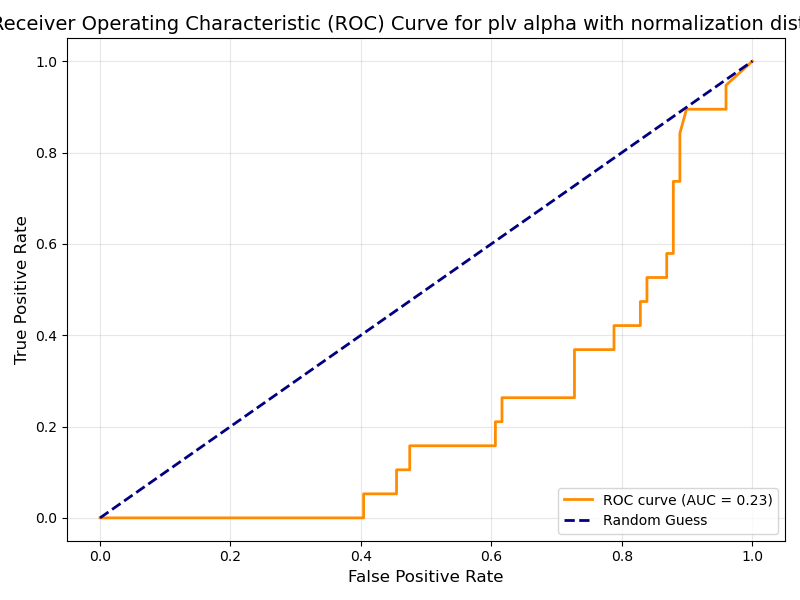 Receiver Operating Characteristic (ROC) Curve for plv alpha with normalization dist
1.0
0.8
0.6
0.4
0.2
0.0
True Positive Rate
ROC curve (AUC = 0.23)
Random Guess
0.0 0.2 0.4 0.6 0.8 1.0
False Positive Rate